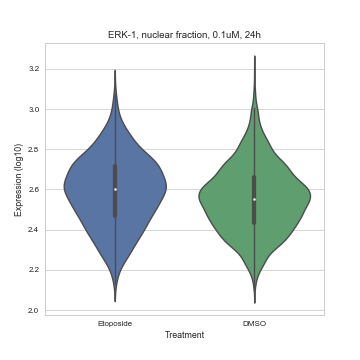 ERK-1, nuclear fraction, 0.1uM, 24h
3.2
3.0
2.8
2.6
2.4
2.2
2.0
Expression (log10)
Etoposide
DMSO
Treatment